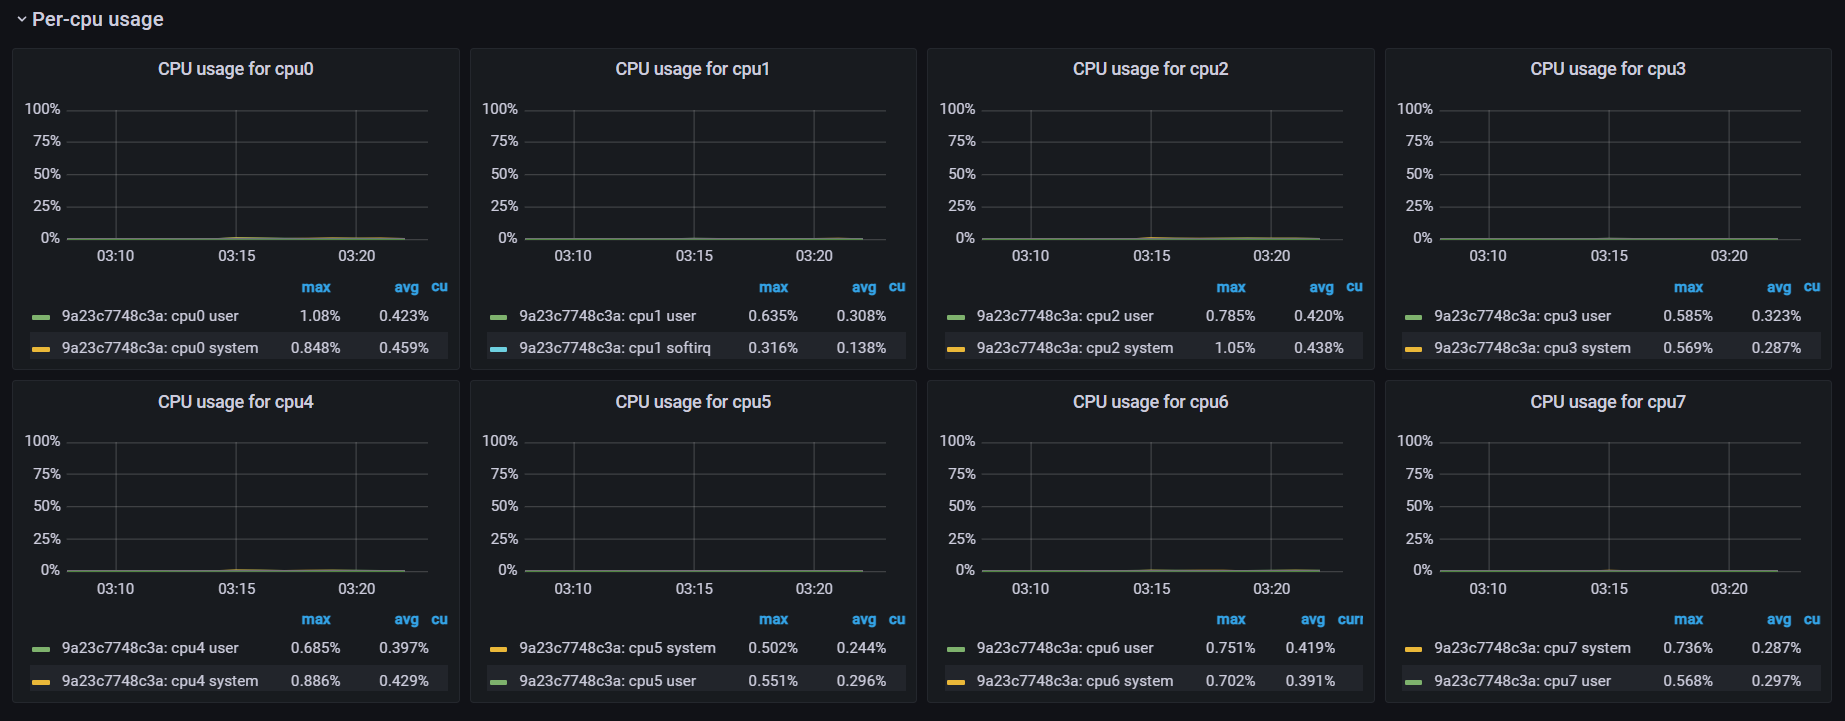 Per-cpu usage
CPU usage for cpu0
100%
75%
50%
25%
0%
03:10 03:15 03:20
max avg cu
9a23c7748c3a: cpu0 user 1.08% 0.423%
9a23c7748c3a: cpu0 system 0.848% 0.459%
CPU usage for cpu1
100%
75%
50%
25%
0%
03:10 03:15 03:20
max avg cu
9a23c7748c3a: cpu1 user 0.635% 0.308%
9a23c7748c3a: cpu1 softirq 0.316% 0.138%
CPU usage for cpu2
100%
75%
50%
25%
0%
03:10 03:15 03:20
max avg cu
9a23c7748c3a: cpu2 user 0.785% 0.420%
9a23c7748c3a: cpu2 system 1.05% 0.438%
CPU usage for cpu3
100%
75%
50%
25%
0%
03:10 03:15 03:20
max avg cu
9a23c7748c3a: cpu3 user 0.585% 0.323%
9a23c7748c3a: cpu3 system 0.569% 0.287%
CPU usage for cpu4
100%
75%
50%
25%
0%
03:10 03:15 03:20
max avg cu
9a23c7748c3a: cpu4 user 0.685% 0.397%
9a23c7748c3a: cpu4 system 0.886% 0.429%
CPU usage for cpu5
100%
75%
50%
25%
0%
03:10 03:15 03:20
max avg cu
9a23c7748c3a: cpu5 system 0.502% 0.244%
9a23c7748c3a: cpu5 user 0.551% 0.296%
CPU usage for cpu6
100%
75%
50%
25%
0%
03:10 03:15 03:20
max avg curr
9a23c7748c3a: cpu6 user 0.751% 0.419%
9a23c7748c3a: cpu6 system 0.702% 0.391%
CPU usage for cpu7
100%
75%
50%
25%
0%
03:10 03:15 03:20
max avg cu
9a23c7748c3a: cpu7 system 0.736% 0.287%
9a23c7748c3a: cpu7 user 0.568% 0.297%